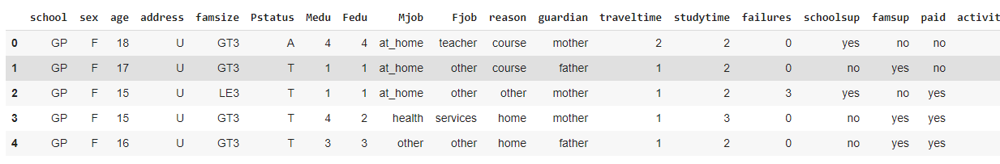 school sex age address famsize Pstatus Medu Fedu Mjob Fjob reason guardian traveltime studytime failures schoolsup famsup paid activit
0 GP F 18 U GT3 A 4 4 at_home teacher course mother 2 2 0 yes no no
1 GP F 17 U GT3 T 1 1 at_home other course father 1 2 0 no yes no
2 GP F 15 U LE3 T 1 1 at_home other other mother 1 2 3 yes no yes
3 GP F 15 U GT3 T 4 2 health services home mother 1 3 0 no yes yes
4 GP F 16 U GT3 T 3 3 other other home father 1 2 0 no yes yes